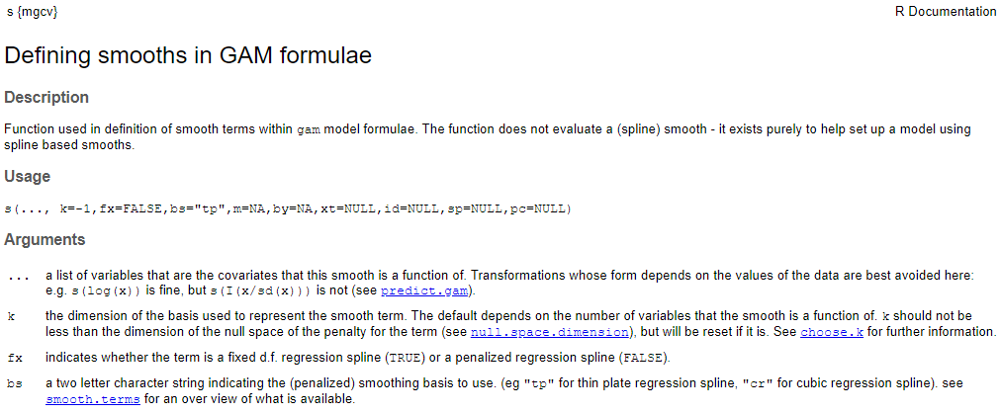 s {mgcv}
R Documentation
Defining smooths in GAM formulae
Description
Function used in definition of smooth terms within gam model formulae. The function does not evaluate a (spline) smooth - it exists purely to help set up a model using
spline based smooths.
Usage
s(..., k=-1,fx=FALSE,bs="tp",m=NA,by=NA,xt=NULL,id=NULL,sp=NULL,pc=NULL)
Arguments
... a list of variables that are the covariates that this smooth is a function of. Transformations whose form depends on the values of the data are best avoided here:
e.g. s(log(x)) is fine, but s(I(x/sd(x))) is not (see predict.gam).
k the dimension of the basis used to represent the smooth term. The default depends on the number of variables that the smooth is a function of. k should not be
less than the dimension of the null space of the penalty for the term (see null.space.dimension), but will be reset if it is. See choose.k for further information.
fx indicates whether the term is a fixed d.f. regression spline (TRUE) or a penalized regression spline (FALSE).
bs a two letter character string indicating the (penalized) smoothing basis to use. (eg "tp" for thin plate regression spline, "cr" for cubic regression spline). see
smooth.terms for an over view of what is available.